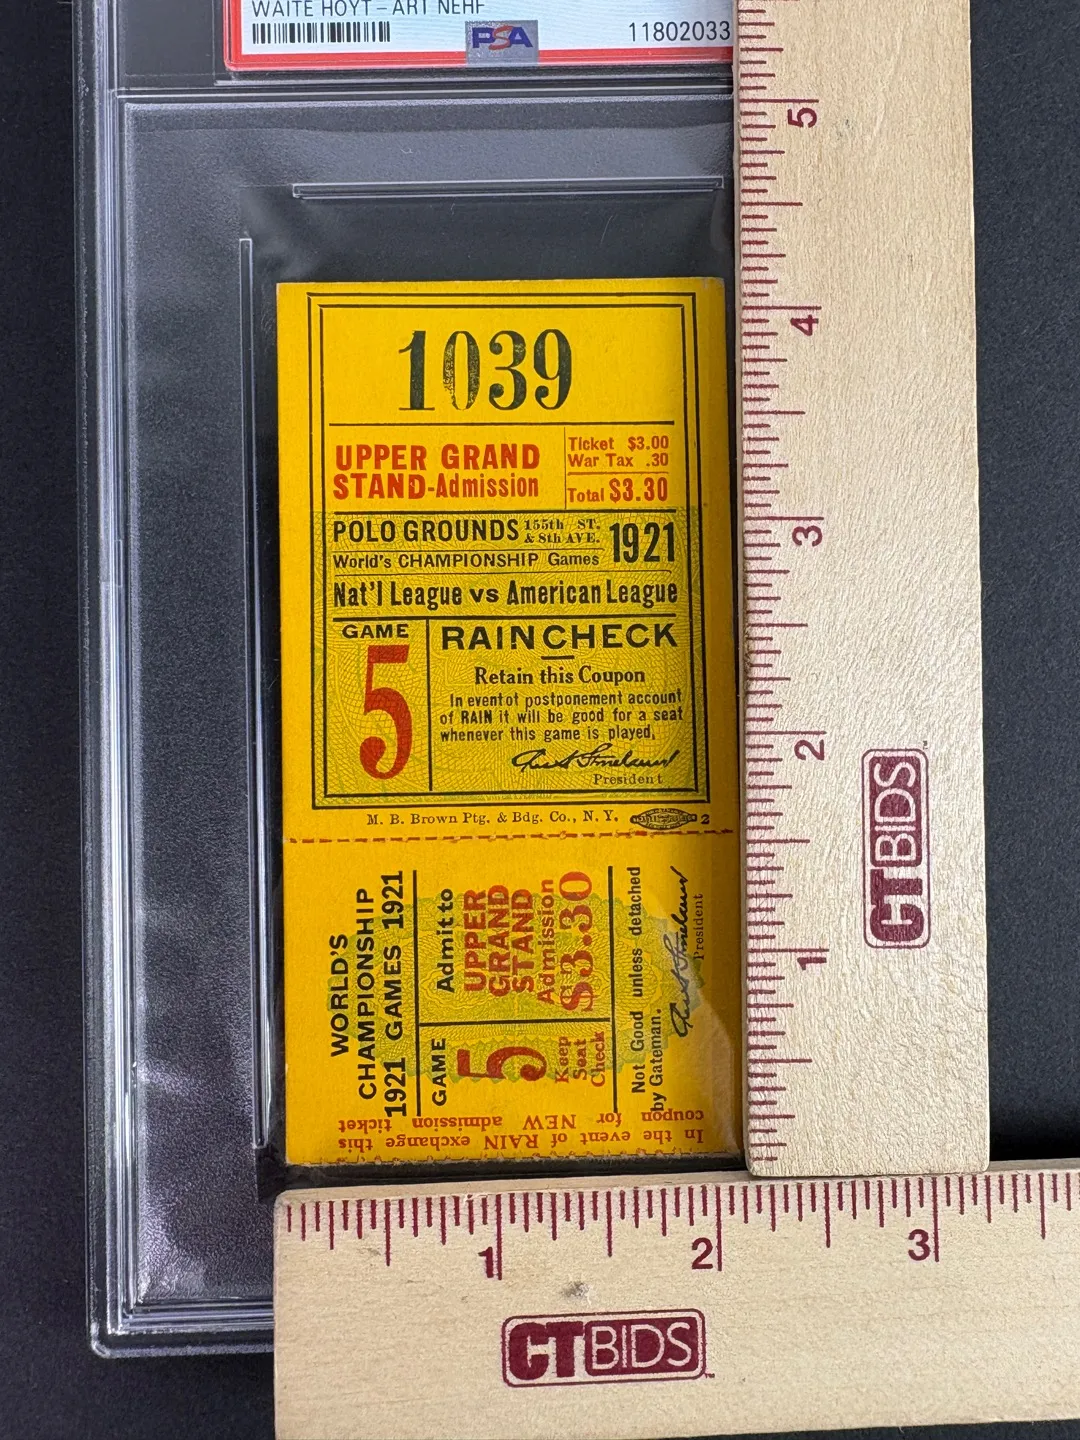 WAITE HOYT - ART NEHF
PSA
11802033
1039
UPPER GRAND
STAND-Admission
Ticket $3.00
War Tax .30
Total $3.30
POLO GROUNDS 155th ST.
& 8th AVE.
1921
World's CHAMPIONSHIP Games
Nat'l League vs American League
GAME
5
RAIN CHECK
Retain this Coupon
In event of postponement account
of RAIN it will be good for a seat
whenever this game is played.
President
M. B. Brown Ptg. & Bdg. Co., N. Y.
2
WORLD'S
CHAMPIONSHIP
1921 GAMES 1921
Admit to
UPPER
GRAND
STAND
Admission
$3.30
GAME
5
Keep
Seat
Check
Not Good unless detached
by Gateman.
President
In the event of RAIN exchange this
coupon for NEW admission ticket
5
4
3
2
1
CTBIDS
1
2
3
CTBIDS